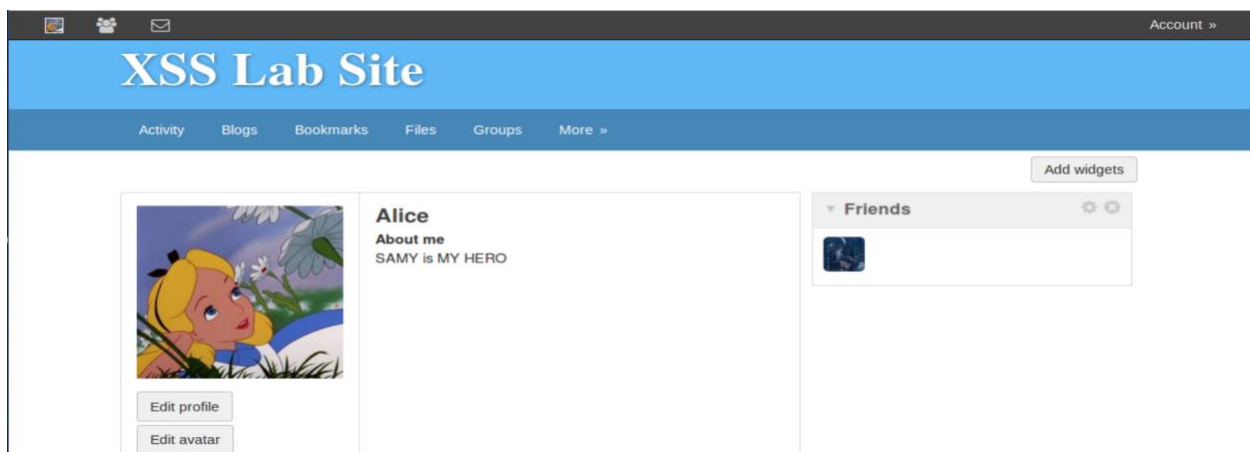 Account »
XSS Lab Site
Activity Blogs Bookmarks Files Groups More »
Add widgets
Alice
About me
SAMY is MY HERO
Friends
Edit profile
Edit avatar